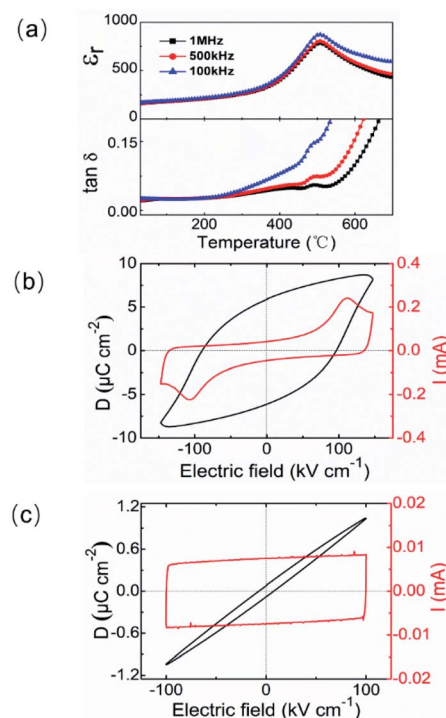 (a)
1000
750
500
250
0
εr
1MHz
500kHz
100kHz
0.15
0.00
tan δ
200 400 600
Temperature (℃)
(b)
10
5
0
-5
-10
D (μC cm-2)
0.4
0.2
0.0
-0.2
-0.4
I (mA)
-100 0 100
Electric field (kV cm-1)
(c)
1.2
0.6
0.0
-0.6
-1.2
D (μC cm-2)
0.02
0.01
0.00
-0.01
-0.02
I (mA)
-100 0 100
Electric field (kV cm-1)